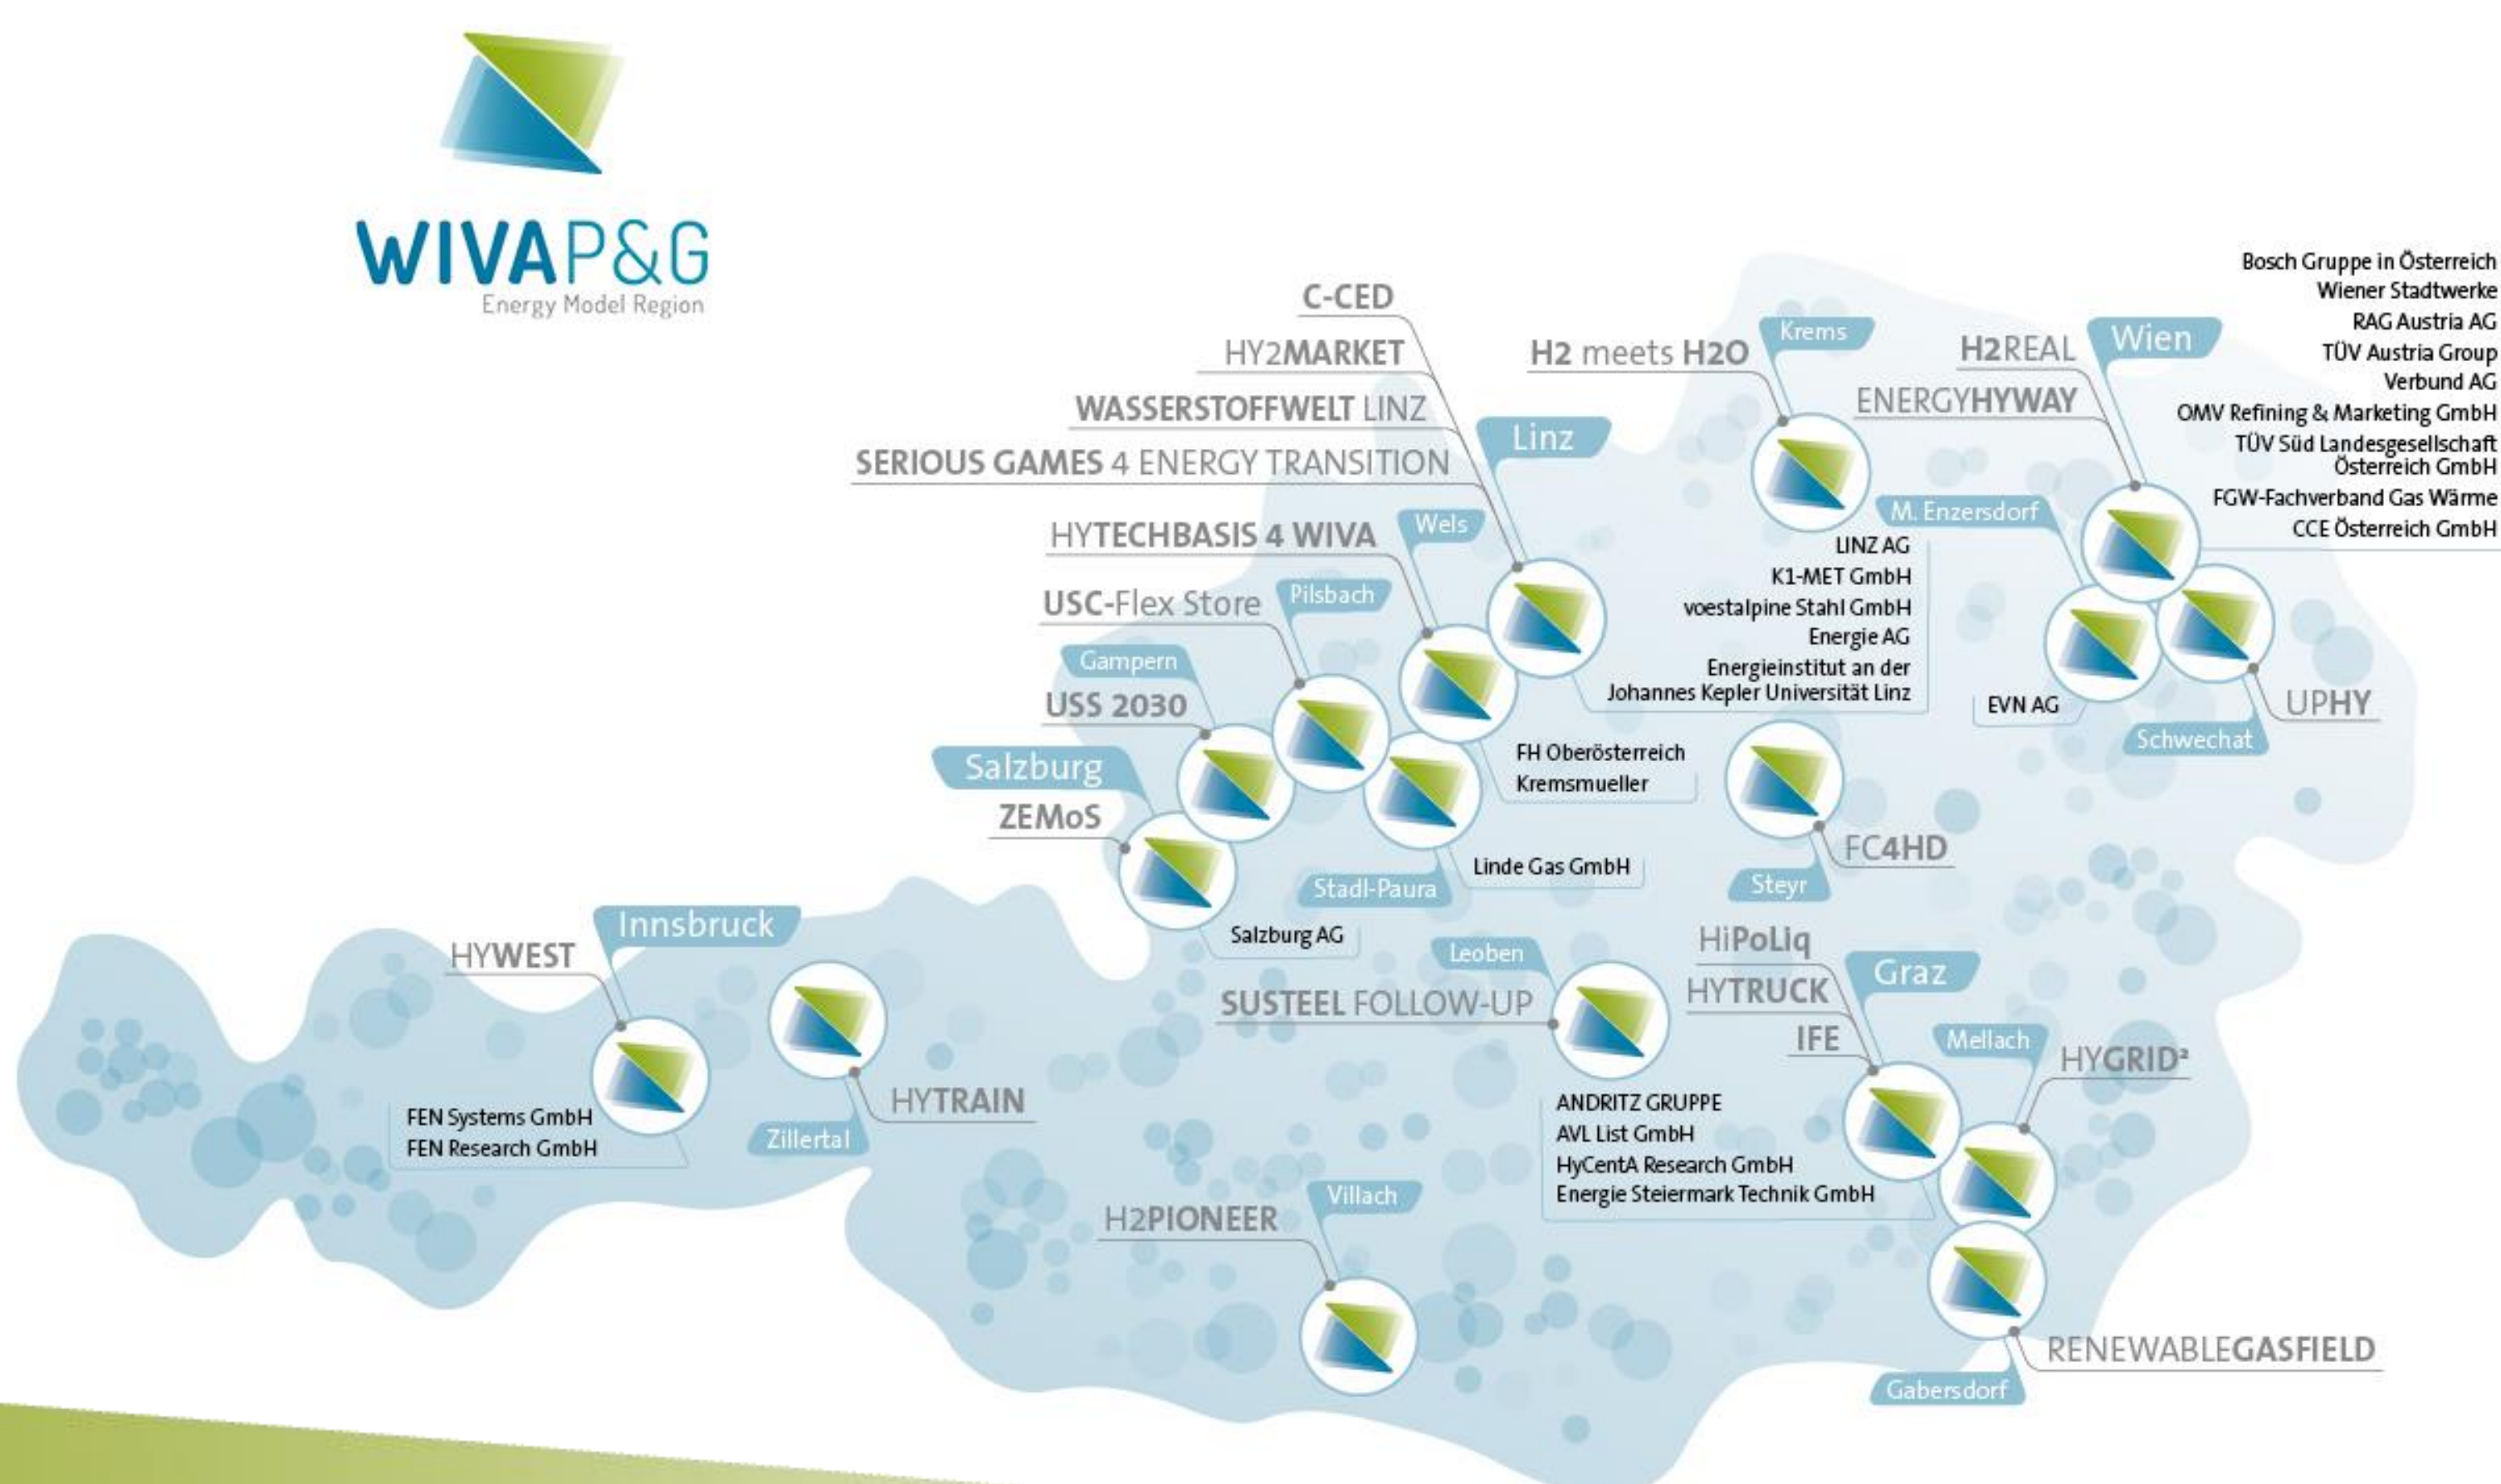 WIVAP&G
Energy Model Region
C-CED
HY2MARKET
WASSERSTOFFWELT LINZ
SERIOUS GAMES 4 ENERGY TRANSITION
Linz
HYTECHBASIS 4 WIVA
Wels
USC-Flex Store
Pilsbach
Gampern
USS 2030
Salzburg
ZEMoS
Salzburg AG
Stadl-Paura
Linde Gas GmbH
FH Oberösterreich
Kremsmueller
LINZ AG
K1-MET GmbH
voestalpine Stahl GmbH
Energie AG
Energieinstitut an der
Johannes Kepler Universität Linz
H2 meets H2O
Krems
H2REAL
ENERGYHYWAY
Wien
Bosch Gruppe in Österreich
Wiener Stadtwerke
RAG Austria AG
TÜV Austria Group
Verbund AG
OMV Refining & Marketing GmbH
TÜV Süd Landesgesellschaft
Österreich GmbH
FGW-Fachverband Gas Wärme
CCE Österreich GmbH
M. Enzersdorf
EVN AG
UPHY
Schwechat
FC4HD
Steyr
Innsbruck
HYWEST
FEN Systems GmbH
FEN Research GmbH
Zillertal
HYTRAIN
Leoben
SUSTEEL FOLLOW-UP
HiPoLiq
HYTRUCK
IFE
Graz
Mellach
HYGRID²
ANDRITZ GRUPPE
AVL List GmbH
HyCentA Research GmbH
Energie Steiermark Technik GmbH
Villach
H2PIONEER
RENEWABLEGASFIELD
Gabersdorf